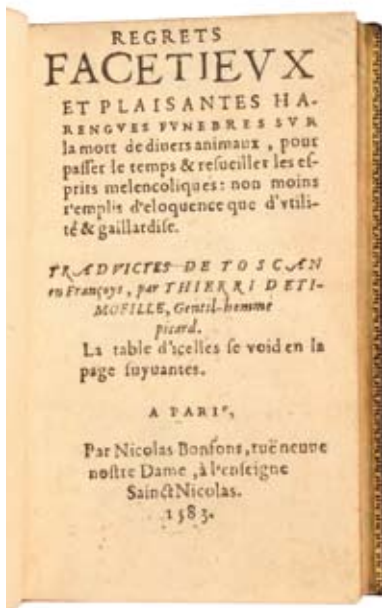 REGRETS
FACETIEVX
ET PLAISANTES HA-
RENGVES FVNEBRES SVR
la mort de diuers animaux, pour
passer le temps & resueiller les es-
prits melencoliques: non moins
remplis d'eloquence que d'vtili-
té & gaillardise.
TRADVICTES DE TOSCAN
en Françoys, par THIERRI DE TI-
MOFILLE, Gentil-homme
picard.
La table d'icelles se void en la
page suyuantes.
A PARIS,
Par Nicolas Bonfons, ruë neuue
nostre Dame, à l'enseigne
Sainct Nicolas.
1583.